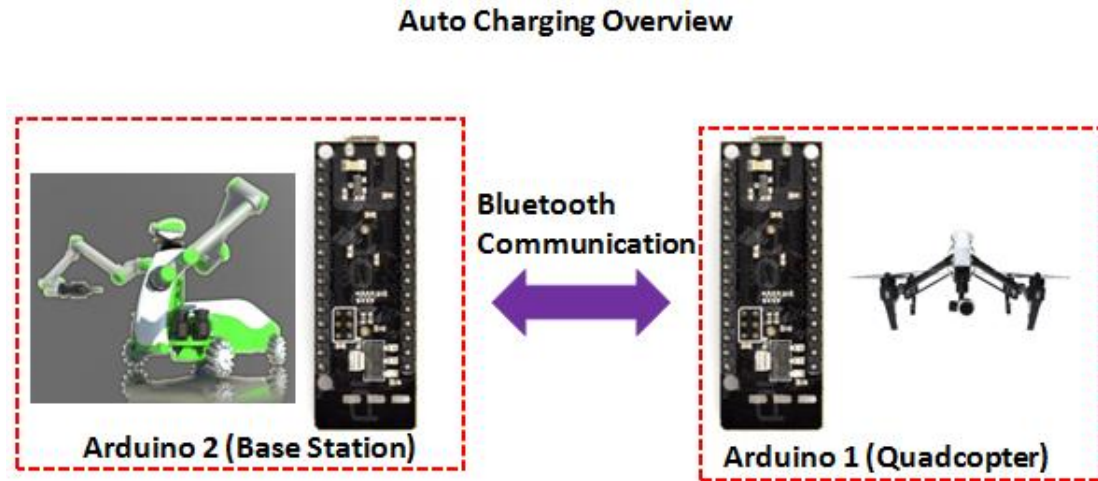 Auto Charging Overview
Bluetooth
Communication
Arduino 2 (Base Station)
Arduino 1 (Quadcopter)